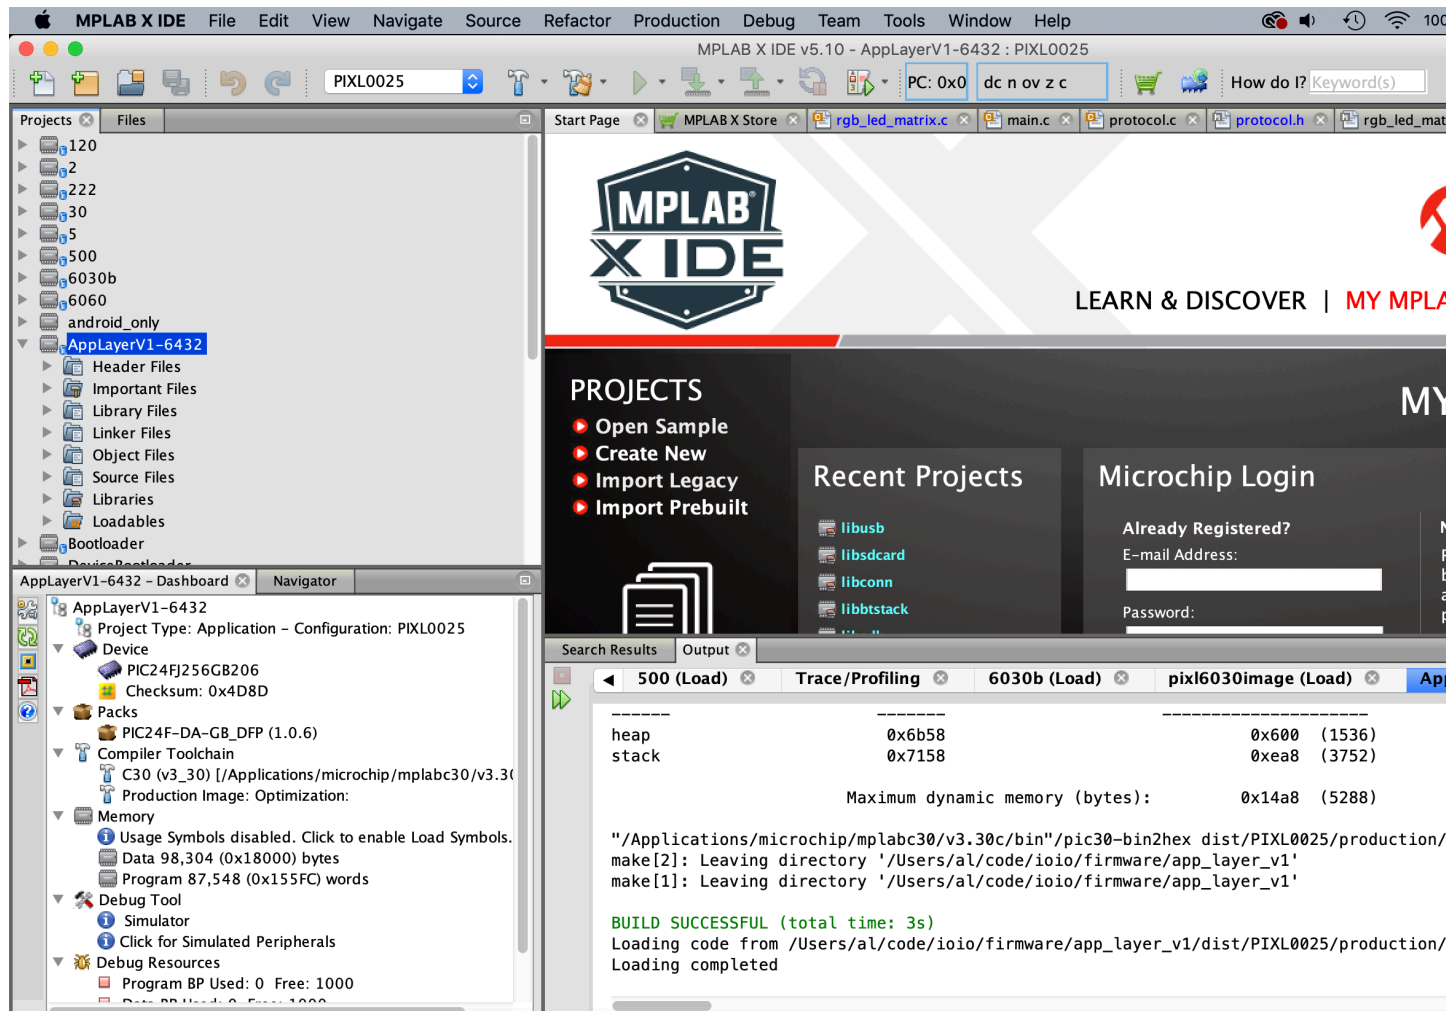 MPLAB X IDE File Edit View Navigate Source Refactor Production Debug Team Tools Window Help 100
MPLAB X IDE v5.10 - AppLayerV1-6432 : PIXL0025
PIXL0025 PC: 0x0 dc n ov z c How do I? Keyword(s)
Projects Files
120
2
222
30
5
500
6030b
6060
android_only
AppLayerV1-6432
Header Files
Important Files
Library Files
Linker Files
Object Files
Source Files
Libraries
Loadables
Bootloader
DeviceBootloader
AppLayerV1-6432 - Dashboard Navigator
AppLayerV1-6432
Project Type: Application - Configuration: PIXL0025
Device
PIC24FJ256GB206
Checksum: 0x4D8D
Packs
PIC24F-DA-GB_DFP (1.0.6)
Compiler Toolchain
C30 (v3_30) [/Applications/microchip/mplabc30/v3.30
Production Image: Optimization:
Memory
Usage Symbols disabled. Click to enable Load Symbols.
Data 98,304 (0x18000) bytes
Program 87,548 (0x155FC) words
Debug Tool
Simulator
Click for Simulated Peripherals
Debug Resources
Program BP Used: 0 Free: 1000
Data BP Used: 0 Free: 1000
Start Page MPLAB X Store rgb_led_matrix.c main.c protocol.c protocol.h rgb_led_mat
MPLAB®
X IDE
LEARN & DISCOVER | MY MPLA
PROJECTS
Open Sample
Create New
Import Legacy
Import Prebuilt
MY
Recent Projects
libusb
libsdcard
libconn
libbtstack
Microchip Login
Already Registered?
E-mail Address:
Password:
Search Results Output
500 (Load) Trace/Profiling 6030b (Load) pixl6030image (Load) Ap
------ ------- ---------------------
heap 0x6b58 0x600 (1536)
stack 0x7158 0xea8 (3752)
Maximum dynamic memory (bytes): 0x14a8 (5288)
"/Applications/microchip/mplabc30/v3.30c/bin"/pic30-bin2hex dist/PIXL0025/production/
make[2]: Leaving directory '/Users/al/code/ioio/firmware/app_layer_v1'
make[1]: Leaving directory '/Users/al/code/ioio/firmware/app_layer_v1'
BUILD SUCCESSFUL (total time: 3s)
Loading code from /Users/al/code/ioio/firmware/app_layer_v1/dist/PIXL0025/production/
Loading completed